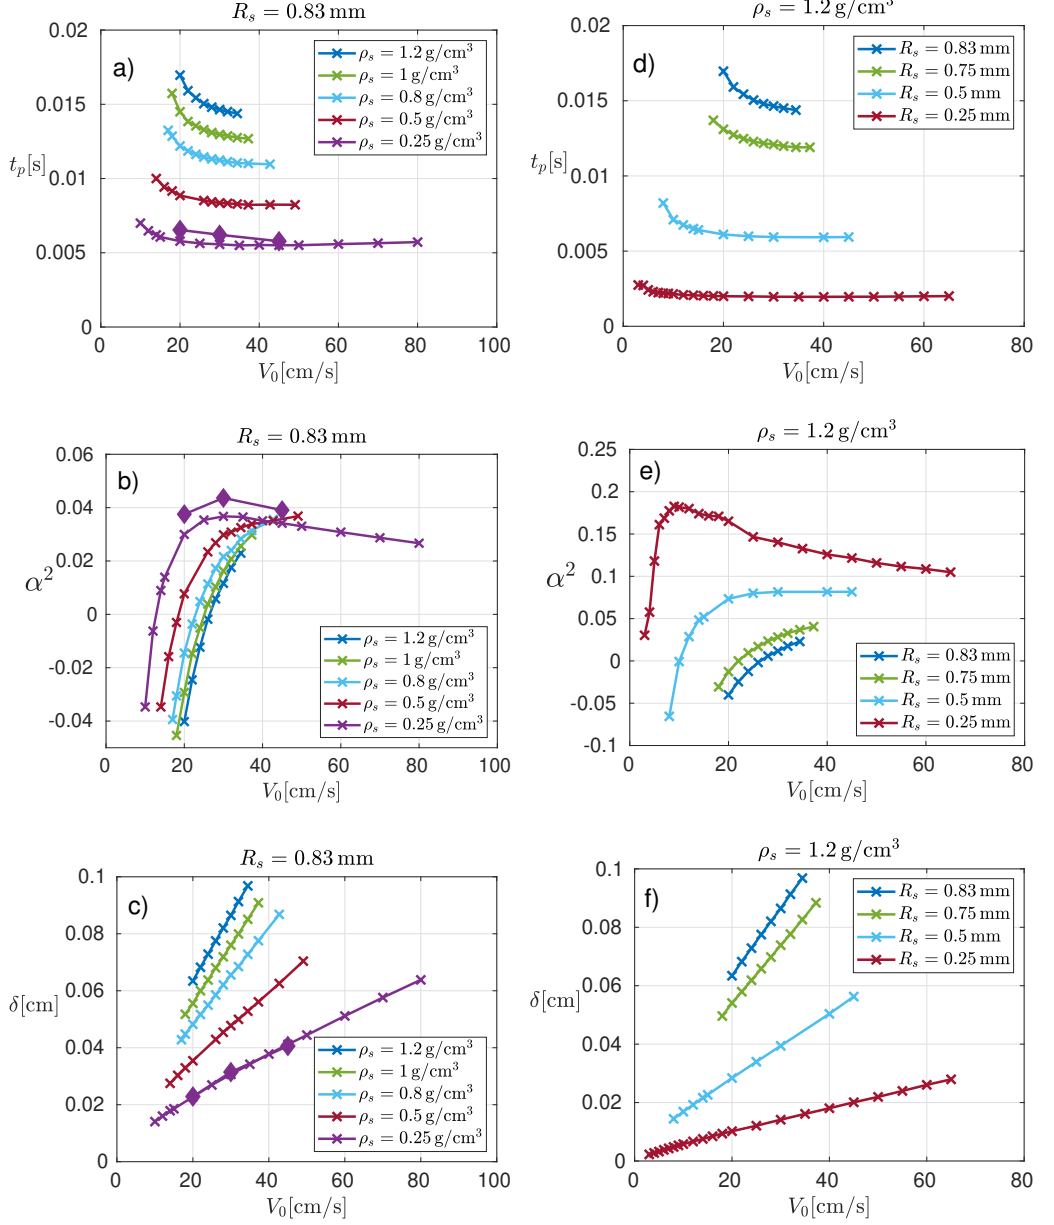 R_s = 0.83 mm
a)
ρ_s = 1.2 g/cm³
ρ_s = 1 g/cm³
ρ_s = 0.8 g/cm³
ρ_s = 0.5 g/cm³
ρ_s = 0.25 g/cm³
0.02
0.015
0.01
0.005
0
t_p[s]
0 20 40 60 80 100
V_0[cm/s]
ρ_s = 1.2 g/cm³
d)
R_s = 0.83 mm
R_s = 0.75 mm
R_s = 0.5 mm
R_s = 0.25 mm
0.02
0.015
0.01
0.005
0
t_p[s]
0 20 40 60 80
V_0[cm/s]
R_s = 0.83 mm
b)
0.06
0.04
0.02
0
-0.02
-0.04
α²
ρ_s = 1.2 g/cm³
ρ_s = 1 g/cm³
ρ_s = 0.8 g/cm³
ρ_s = 0.5 g/cm³
ρ_s = 0.25 g/cm³
0 20 40 60 80 100
V_0[cm/s]
ρ_s = 1.2 g/cm³
e)
0.25
0.2
0.15
0.1
0.05
0
-0.05
-0.1
α²
R_s = 0.83 mm
R_s = 0.75 mm
R_s = 0.5 mm
R_s = 0.25 mm
0 20 40 60 80
V_0[cm/s]
R_s = 0.83 mm
c)
0.1
0.08
0.06
0.04
0.02
0
δ[cm]
ρ_s = 1.2 g/cm³
ρ_s = 1 g/cm³
ρ_s = 0.8 g/cm³
ρ_s = 0.5 g/cm³
ρ_s = 0.25 g/cm³
0 20 40 60 80 100
V_0[cm/s]
ρ_s = 1.2 g/cm³
f)
R_s = 0.83 mm
R_s = 0.75 mm
R_s = 0.5 mm
R_s = 0.25 mm
0.1
0.08
0.06
0.04
0.02
0
δ[cm]
0 20 40 60 80
V_0[cm/s]